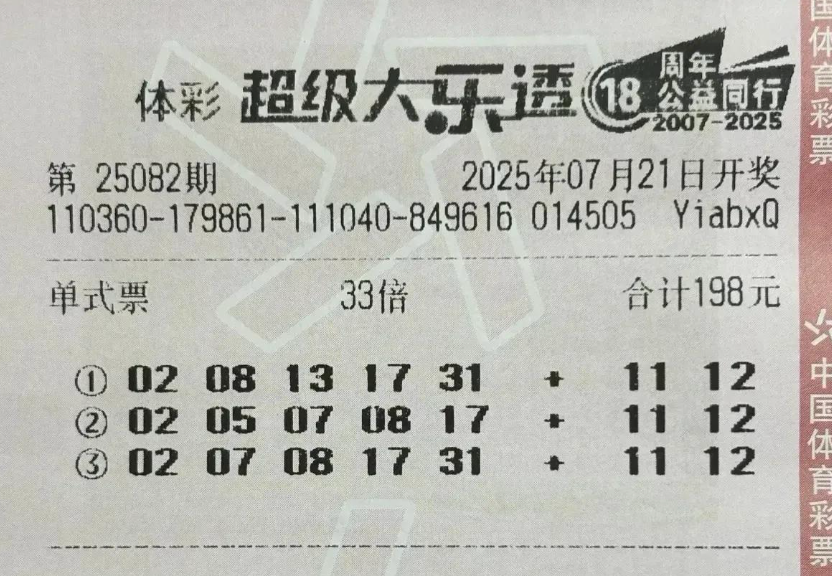 体彩 超级大乐透 18 周年 公益同行 2007-2025
第 25082期 2025年07月21日开奖
110360-179861-111040-849616 014505 YiabxQ
单式票 33倍 合计198元
① 02 08 13 17 31 + 11 12
② 02 05 07 08 17 + 11 12
③ 02 07 08 17 31 + 11 12
国体育彩票
中国体育彩票